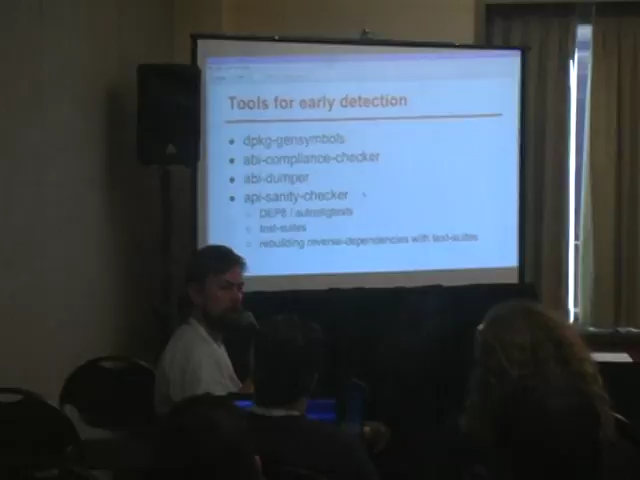 Tools for early detection
dpkg-gensymbols
abi-compliance-checker
abi-dumper
api-sanity-checker
DEP8 / autopkgtests
test-suites
rebuilding reverse-dependencies with test-suites